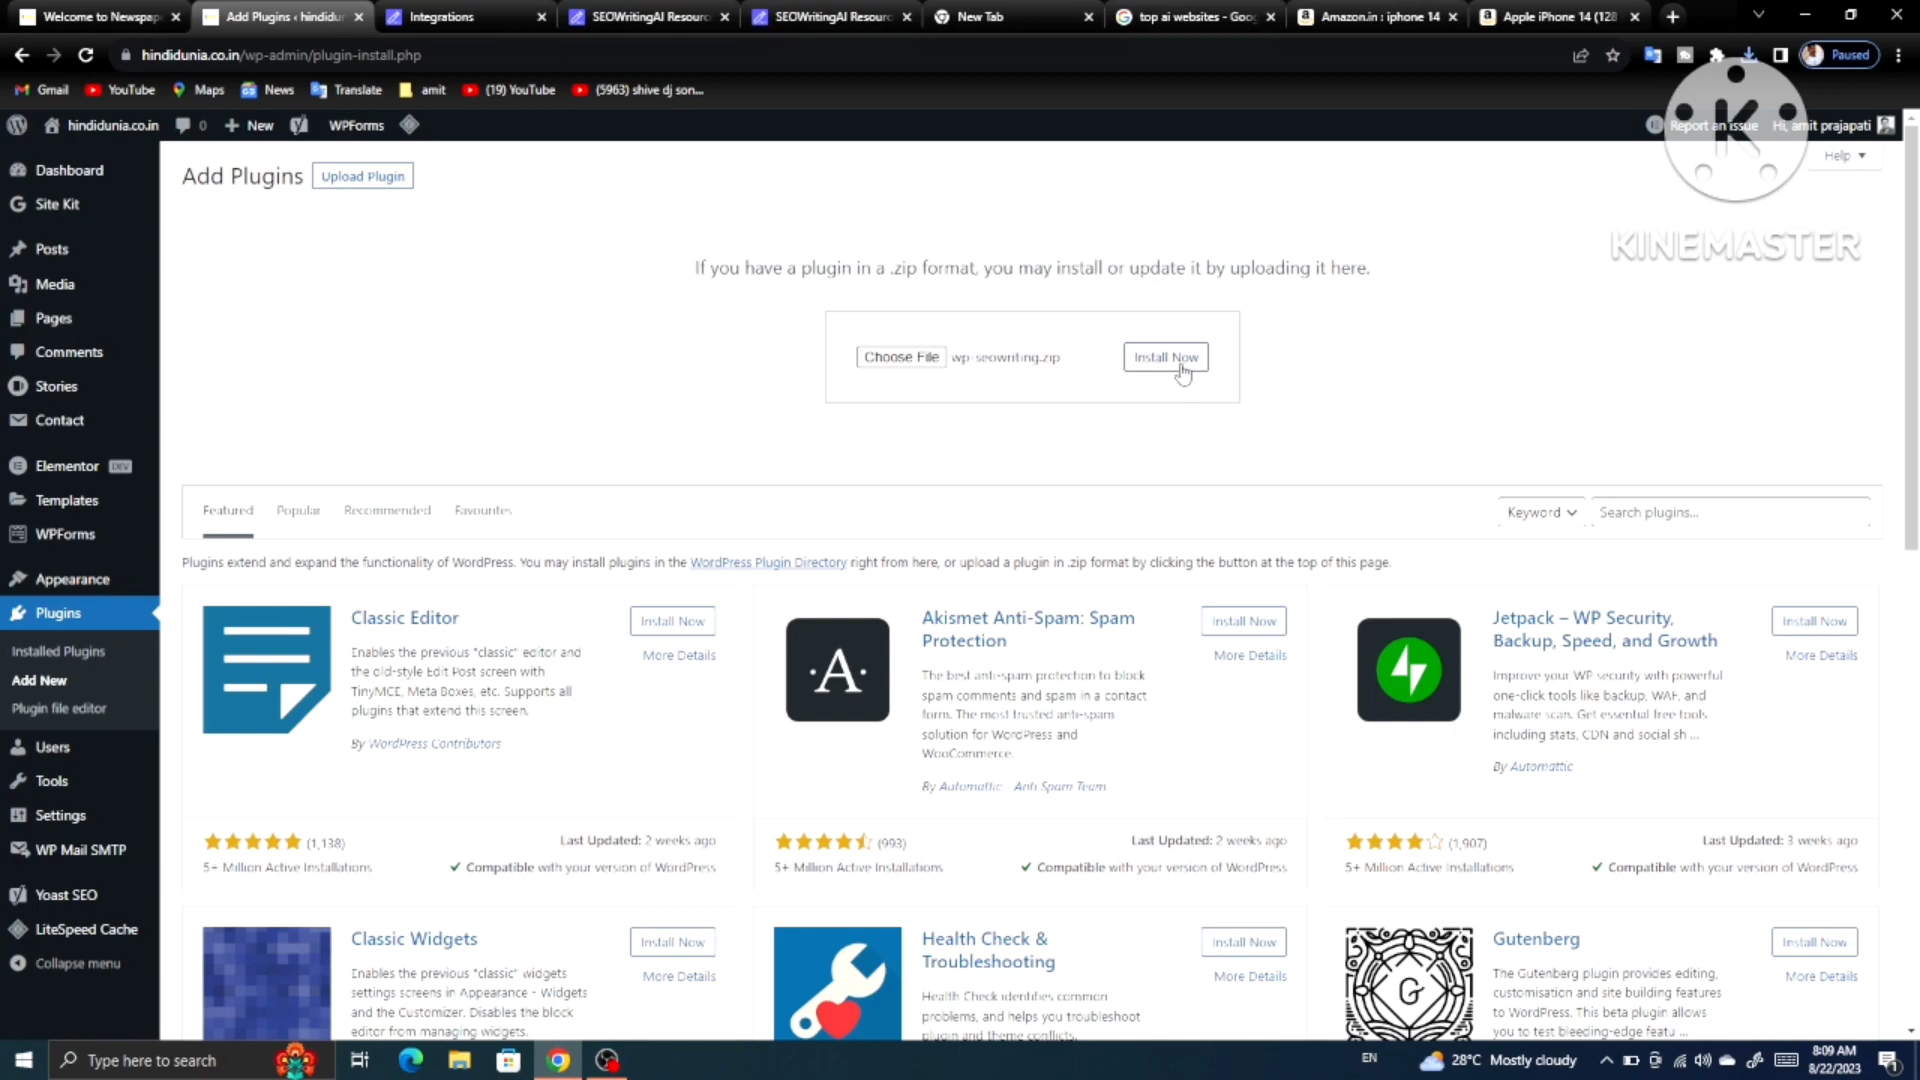 Welcome to Newspap
Add Plugins ‹ hindidun
Integrations
SEOWritingAI Resourc
SEOWritingAI Resourc
New Tab
top ai websites - Goo
Amazon.in : iphone 14
Apple iPhone 14 (128
hindidunia.co.in/wp-admin/plugin-install.php
Paused
Gmail
YouTube
Maps
News
Translate
amit
(19) YouTube
(5963) shive dj son...
hindidunia.co.in
0
New
WPForms
Report an issue
Hi, amit prajapati
Help
K
KINEMASTER
Dashboard
Site Kit
Posts
Media
Pages
Comments
Stories
Contact
Elementor DEV
Templates
WPForms
Appearance
Plugins
Installed Plugins
Add New
Plugin file editor
Users
Tools
Settings
WP Mail SMTP
Yoast SEO
LiteSpeed Cache
Collapse menu
Add Plugins
Upload Plugin
If you have a plugin in a .zip format, you may install or update it by uploading it here.
Choose File wp-seowriting.zip
Install Now
Featured
Popular
Recommended
Favourites
Keyword
Search plugins...
Plugins extend and expand the functionality of WordPress. You may install plugins in the WordPress Plugin Directory right from here, or upload a plugin in .zip format by clicking the button at the top of this page.
Classic Editor
Install Now
More Details
Enables the previous "classic" editor and
the old-style Edit Post screen with
TinyMCE, Meta Boxes, etc. Supports all
plugins that extend this screen.
By WordPress Contributors
(1,138)
Last Updated: 2 weeks ago
5+ Million Active Installations
Compatible with your version of WordPress
·A·
Akismet Anti-Spam: Spam
Protection
Install Now
More Details
The best anti-spam protection to block
spam comments and spam in a contact
form. The most trusted anti-spam
solution for WordPress and
WooCommerce.
By Automattic - Anti Spam Team
(993)
Last Updated: 2 weeks ago
5+ Million Active Installations
Compatible with your version of WordPress
Jetpack – WP Security,
Backup, Speed, and Growth
Install Now
More Details
Improve your WP security with powerful
one-click tools like backup, WAF, and
malware scan. Get essential free tools
including stats, CDN and social sh ...
By Automattic
(1,907)
Last Updated: 3 weeks ago
5+ Million Active Installations
Compatible with your version of WordPress
Classic Widgets
Install Now
More Details
Enables the previous "classic" widgets
settings screens in Appearance - Widgets
and the Customizer. Disables the block
editor from managing widgets.
Health Check &
Troubleshooting
Install Now
More Details
Health Check identifies common
problems, and helps you troubleshoot
plugin and theme conflicts.
G
Gutenberg
Install Now
More Details
The Gutenberg plugin provides editing,
customisation and site building features
to WordPress. This beta plugin allows
you to test bleeding-edge featu ...
Type here to search
EN
28°C Mostly cloudy
8:09 AM
8/22/2023
1